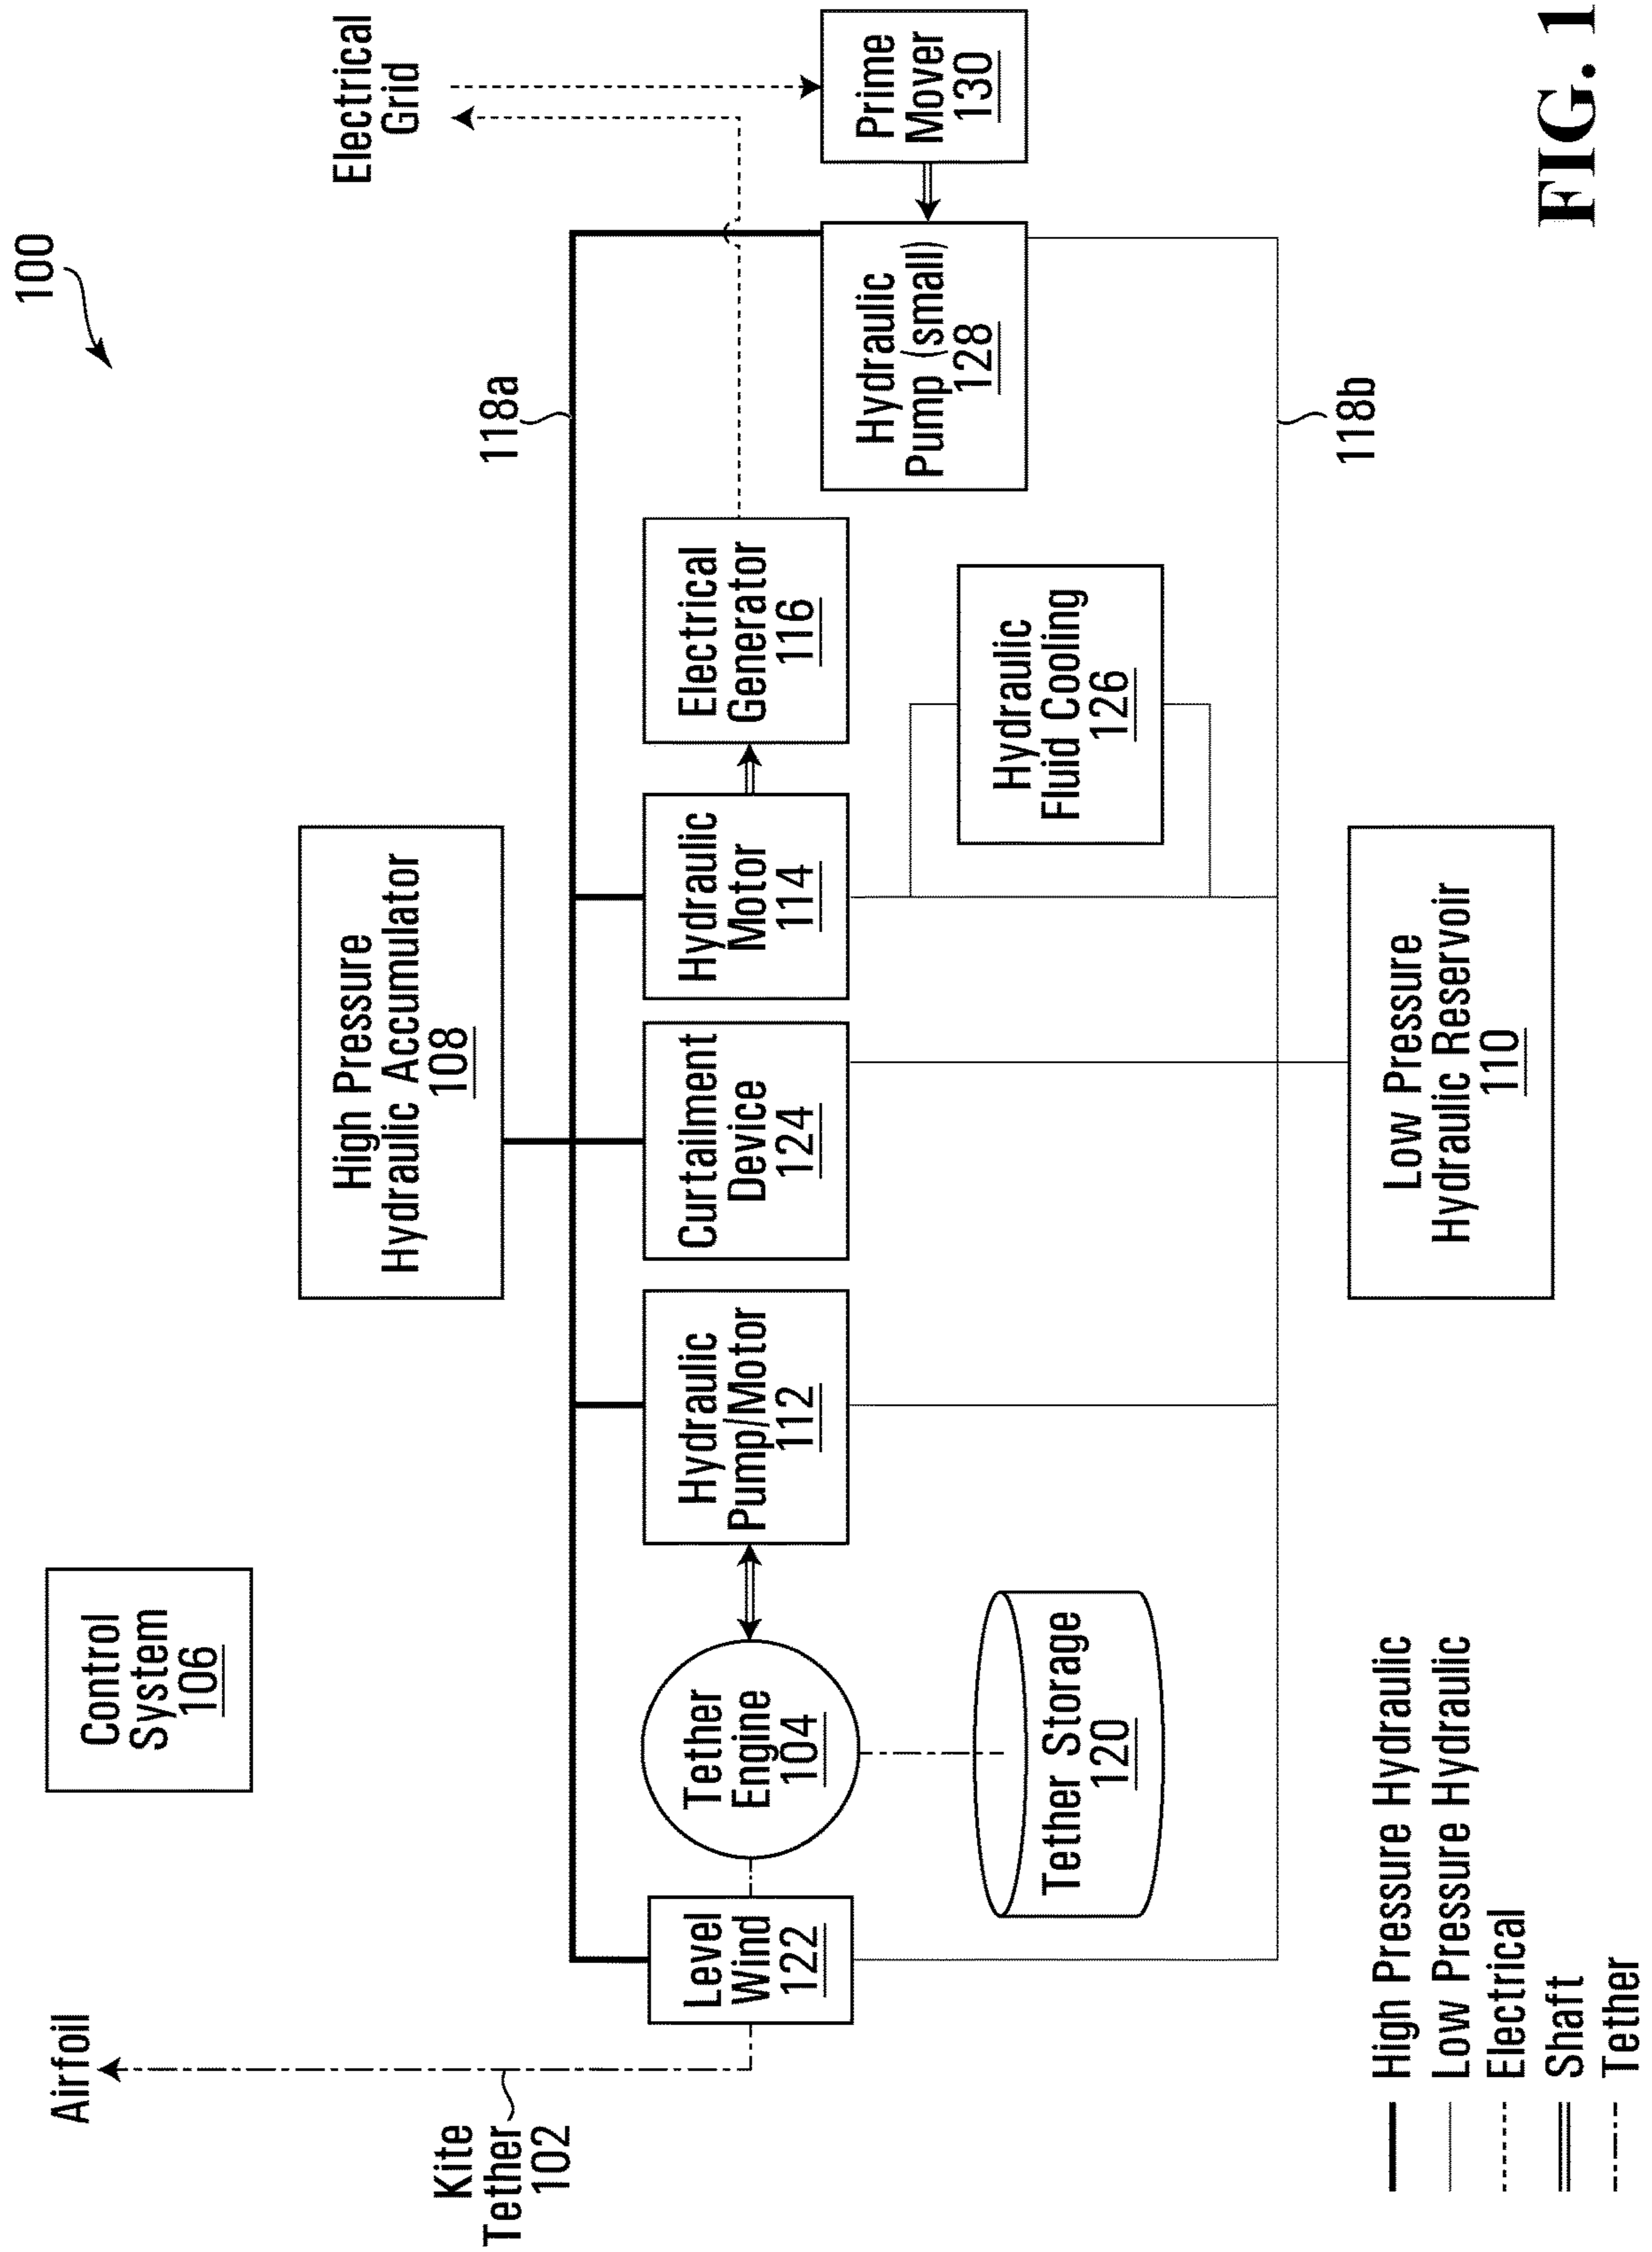 100
Control
System
106
Airfoil
Kite
Tether
102
High Pressure
Hydraulic Accumulator
108
Electrical
Grid
118a
Level
Wind
122
Tether
Engine
104
Hydraulic
Pump/Motor
112
Curtailment
Device
124
Hydraulic
Motor
114
Electrical
Generator
116
Prime
Mover
130
Hydraulic
Pump (small)
128
Tether Storage
120
Hydraulic
Fluid Cooling
126
118b
Low Pressure
Hydraulic Reservoir
110
High Pressure Hydraulic
Low Pressure Hydraulic
Electrical
Shaft
Tether
FIG. 1